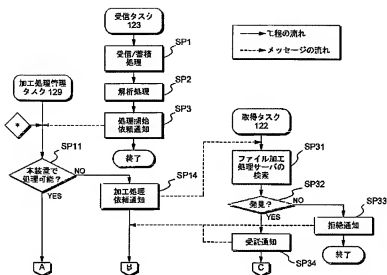 受信タスク
123
工程の流れ
メッセージの流れ
SP1
受信/蓄積
処理
加工処理管理
タスク129
SP2
解析処理
SP3
処理開始
依頼通知
取得タスク
122
*
終了
SP11
SP31
本装置で
処理可能?
NO
SP14
ファイル加工
処理サーバの
検索
YES
加工処理
依頼通知
SP32
発見?
NO
SP33
YES
拒絶通知
受託通知
終了
SP34
A
B
C